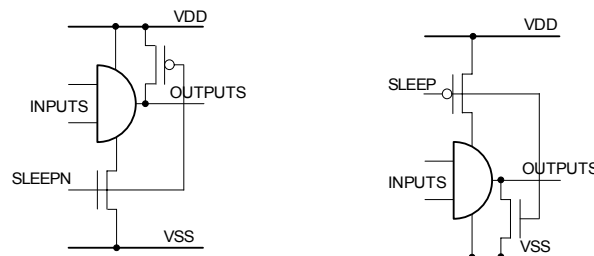 VDD
INPUTS
OUTPUTS
SLEEPN
VSS
VDD
SLEEP
INPUTS
OUTPUTS
VSS